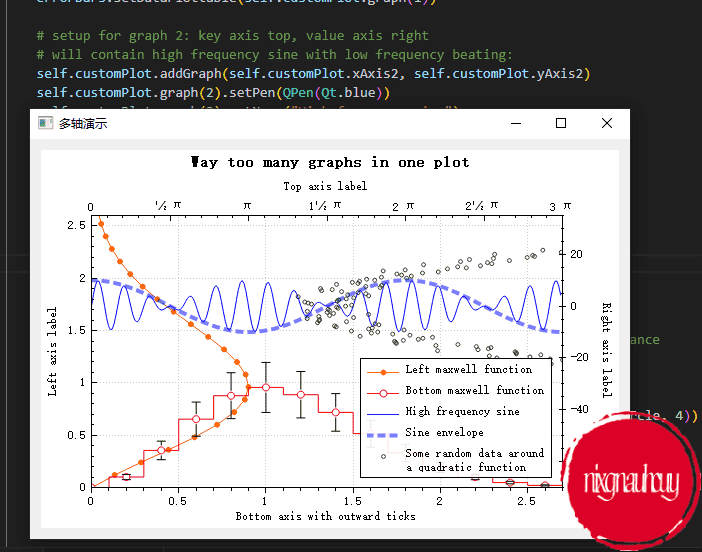 errorBars.setDataPlottable(self.customPlot.graph(1))
# setup for graph 2: key axis top, value axis right
# will contain high frequency sine with low frequency beating:
self.customPlot.addGraph(self.customPlot.xAxis2, self.customPlot.yAxis2)
self.customPlot.graph(2).setPen(QPen(Qt.blue))
多轴演示
Way too many graphs in one plot
Top axis label
0 1½ π π 1½ π 2 π 2½ π 3 π
2.5
20
2
0
1.5
-20
1
-40
0.5
0
Left axis label
Right axis label
Left maxwell function
Bottom maxwell function
High frequency sine
Sine envelope
Some random data around
a quadratic function
0 0.5 1 1.5 2 2.5
Bottom axis with outward ticks
ance
rcle, 4))
nixgnauhcuy